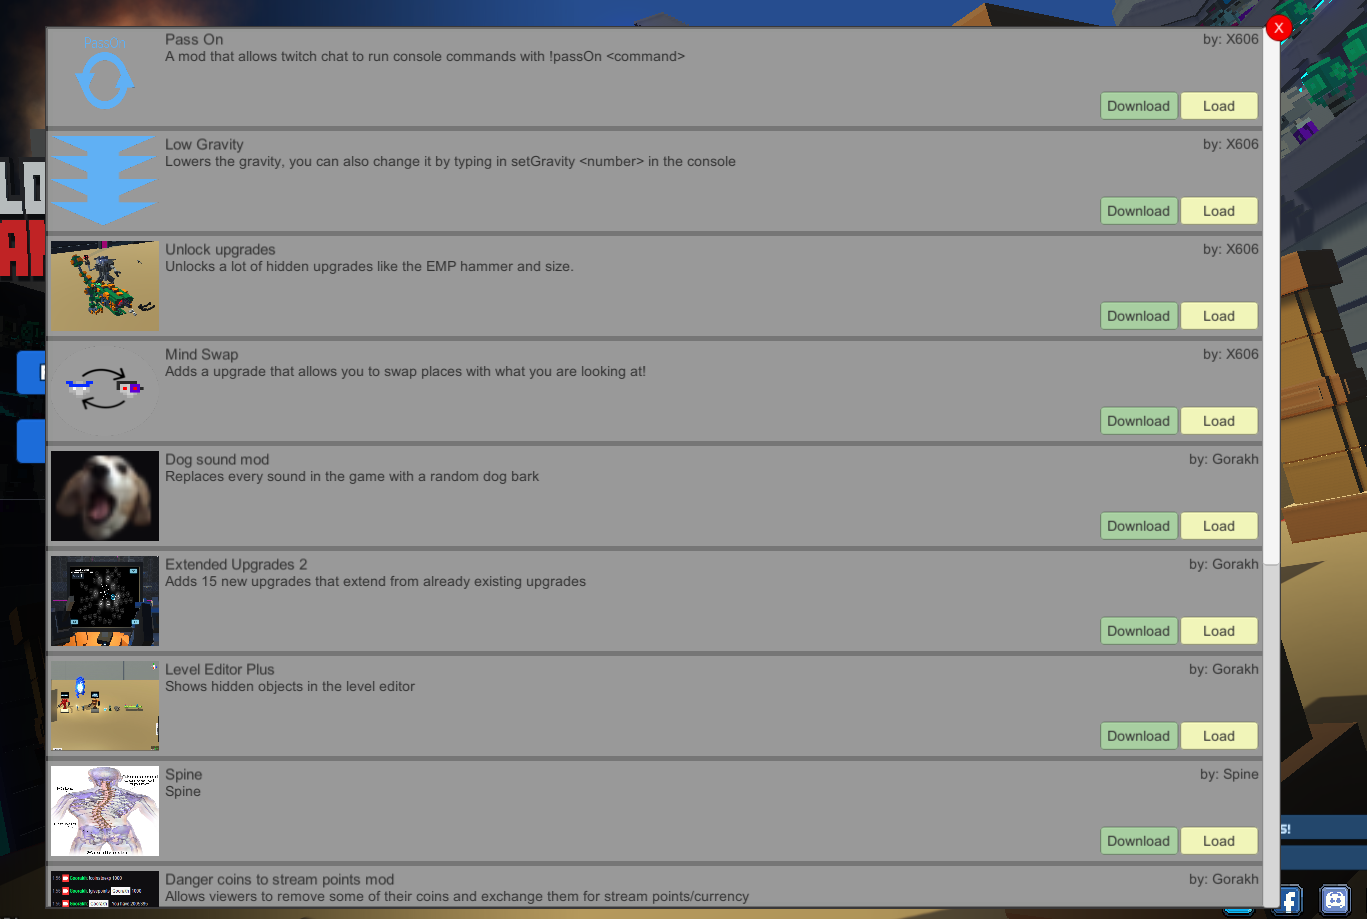 X
Pass On
by: X606
A mod that allows twitch chat to run console commands with !passOn <command>
Download
Load
Low Gravity
by: X606
Lowers the gravity, you can also change it by typing in setGravity <number> in the console
Download
Load
Unlock upgrades
by: X606
Unlocks a lot of hidden upgrades like the EMP hammer and size.
Download
Load
Mind Swap
by: X606
Adds a upgrade that allows you to swap places with what you are looking at!
Download
Load
Dog sound mod
by: Gorakh
Replaces every sound in the game with a random dog bark
Download
Load
Extended Upgrades 2
by: Gorakh
Adds 15 new upgrades that extend from already existing upgrades
Download
Load
Level Editor Plus
by: Gorakh
Shows hidden objects in the level editor
Download
Load
Spine
by: Spine
Spine
Download
Load
Danger coins to stream points mod
by: Gorakh
Allows viewers to remove some of their coins and exchange them for stream points/currency